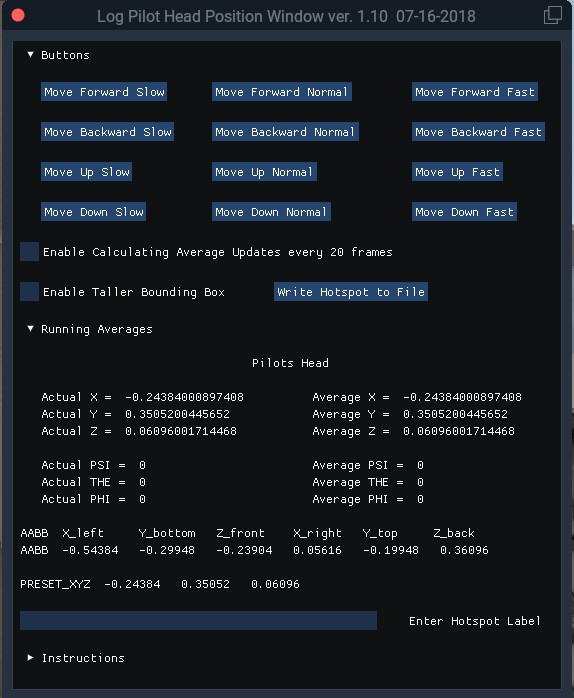 Log Pilot Head Position Window ver. 1.10 07-16-2018
Buttons
Move Forward Slow Move Forward Normal Move Forward Fast
Move Backward Slow Move Backward Normal Move Backward Fast
Move Up Slow Move Up Normal Move Up Fast
Move Down Slow Move Down Normal Move Down Fast
Enable Calculating Average Updates every 20 frames
Enable Taller Bounding Box Write Hotspot to File
Running Averages
Pilots Head
Actual X = -0.24384000897408 Average X = -0.24384000897408
Actual Y = 0.3505200445652 Average Y = 0.3505200445652
Actual Z = 0.06096001714468 Average Z = 0.06096001714468
Actual PSI = 0 Average PSI = 0
Actual THE = 0 Average THE = 0
Actual PHI = 0 Average PHI = 0
AABB X_left Y_bottom Z_front X_right Y_top Z_back
AABB -0.54384 -0.29948 -0.23904 0.05616 -0.19948 0.36096
PRESET_XYZ -0.24384 0.35052 0.06096
Enter Hotspot Label
Instructions